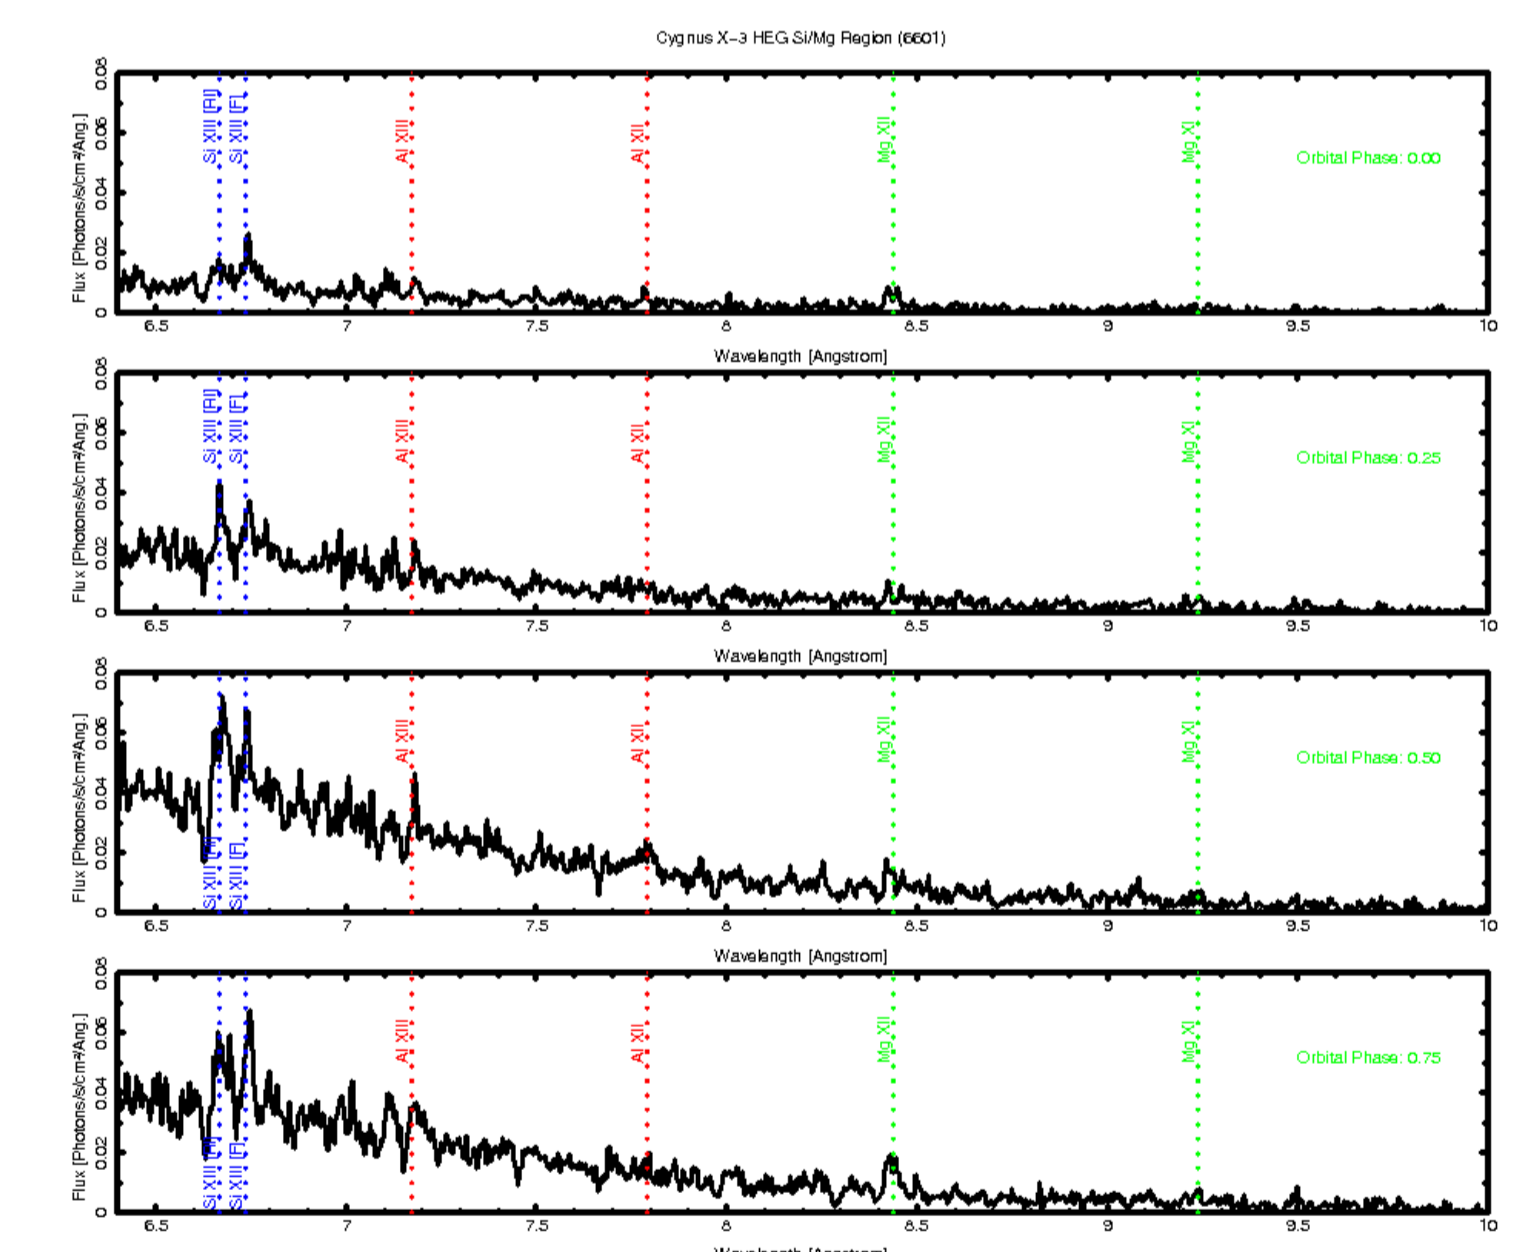 Cygnus X-3 HEG Si/Mg Region (6601)
Flux [Photons/s/cm²/Ang.]
0 0.02 0.04 0.06 0.08
Si XIII [RI]
Si XIII [F]
Al XIII
Al XII
Mg XII
Mg XI
Orbital Phase: 0.00
6.5 7 7.5 8 8.5 9 9.5 10
Wavelength [Angstrom]
Flux [Photons/s/cm²/Ang.]
0 0.02 0.04 0.06 0.08
Si XIII [RI]
Si XIII [F]
Al XIII
Al XII
Mg XII
Mg XI
Orbital Phase: 0.25
6.5 7 7.5 8 8.5 9 9.5 10
Wavelength [Angstrom]
Flux [Photons/s/cm²/Ang.]
0 0.02 0.04 0.06 0.08
Si XIII [RI]
Si XIII [F]
Al XIII
Al XII
Mg XII
Mg XI
Orbital Phase: 0.50
6.5 7 7.5 8 8.5 9 9.5 10
Wavelength [Angstrom]
Flux [Photons/s/cm²/Ang.]
0 0.02 0.04 0.06 0.08
Si XIII [RI]
Si XIII [F]
Al XIII
Al XII
Mg XII
Mg XI
Orbital Phase: 0.75
6.5 7 7.5 8 8.5 9 9.5 10
Wavelength [Angstrom]